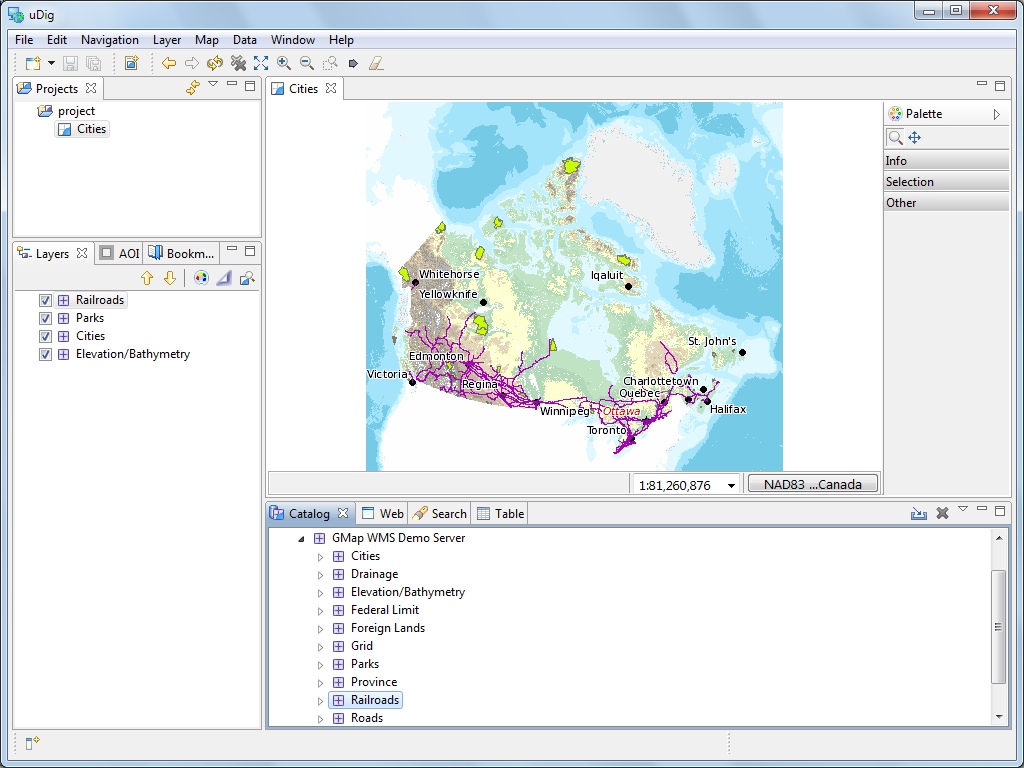 uDig
File Edit Navigation Layer Map Data Window Help
Projects
project
Cities
Layers AOI Bookm...
Railroads
Parks
Cities
Elevation/Bathymetry
Cities
Whitehorse
Yellowknife
Iqaluit
St. John's
Edmonton
Victoria
Regina
Charlottetown
Quebec
Winnipeg
Ottawa
Halifax
Toronto
1:81,260,876
NAD83 ...Canada
Palette
Info
Selection
Other
Catalog Web Search Table
GMap WMS Demo Server
Cities
Drainage
Elevation/Bathymetry
Federal Limit
Foreign Lands
Grid
Parks
Province
Railroads
Roads